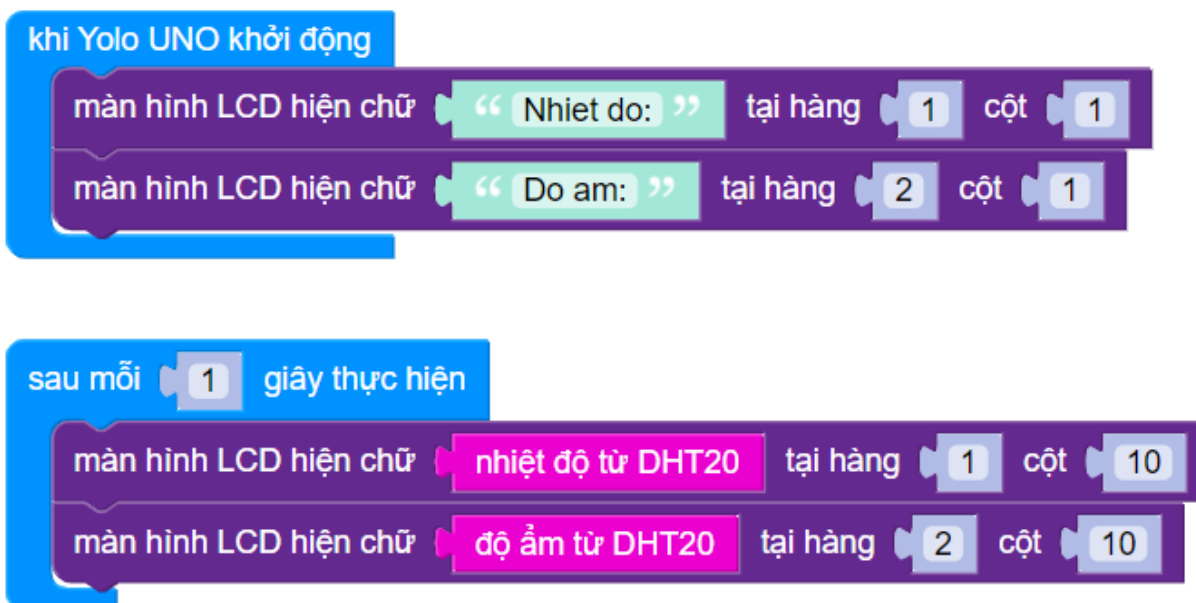 khi Yolo UNO khởi động
màn hình LCD hiện chữ “ Nhiet do: ” tại hàng 1 cột 1
màn hình LCD hiện chữ “ Do am: ” tại hàng 2 cột 1
sau mỗi 1 giây thực hiện
màn hình LCD hiện chữ nhiệt độ từ DHT20 tại hàng 1 cột 10
màn hình LCD hiện chữ độ ẩm từ DHT20 tại hàng 2 cột 10